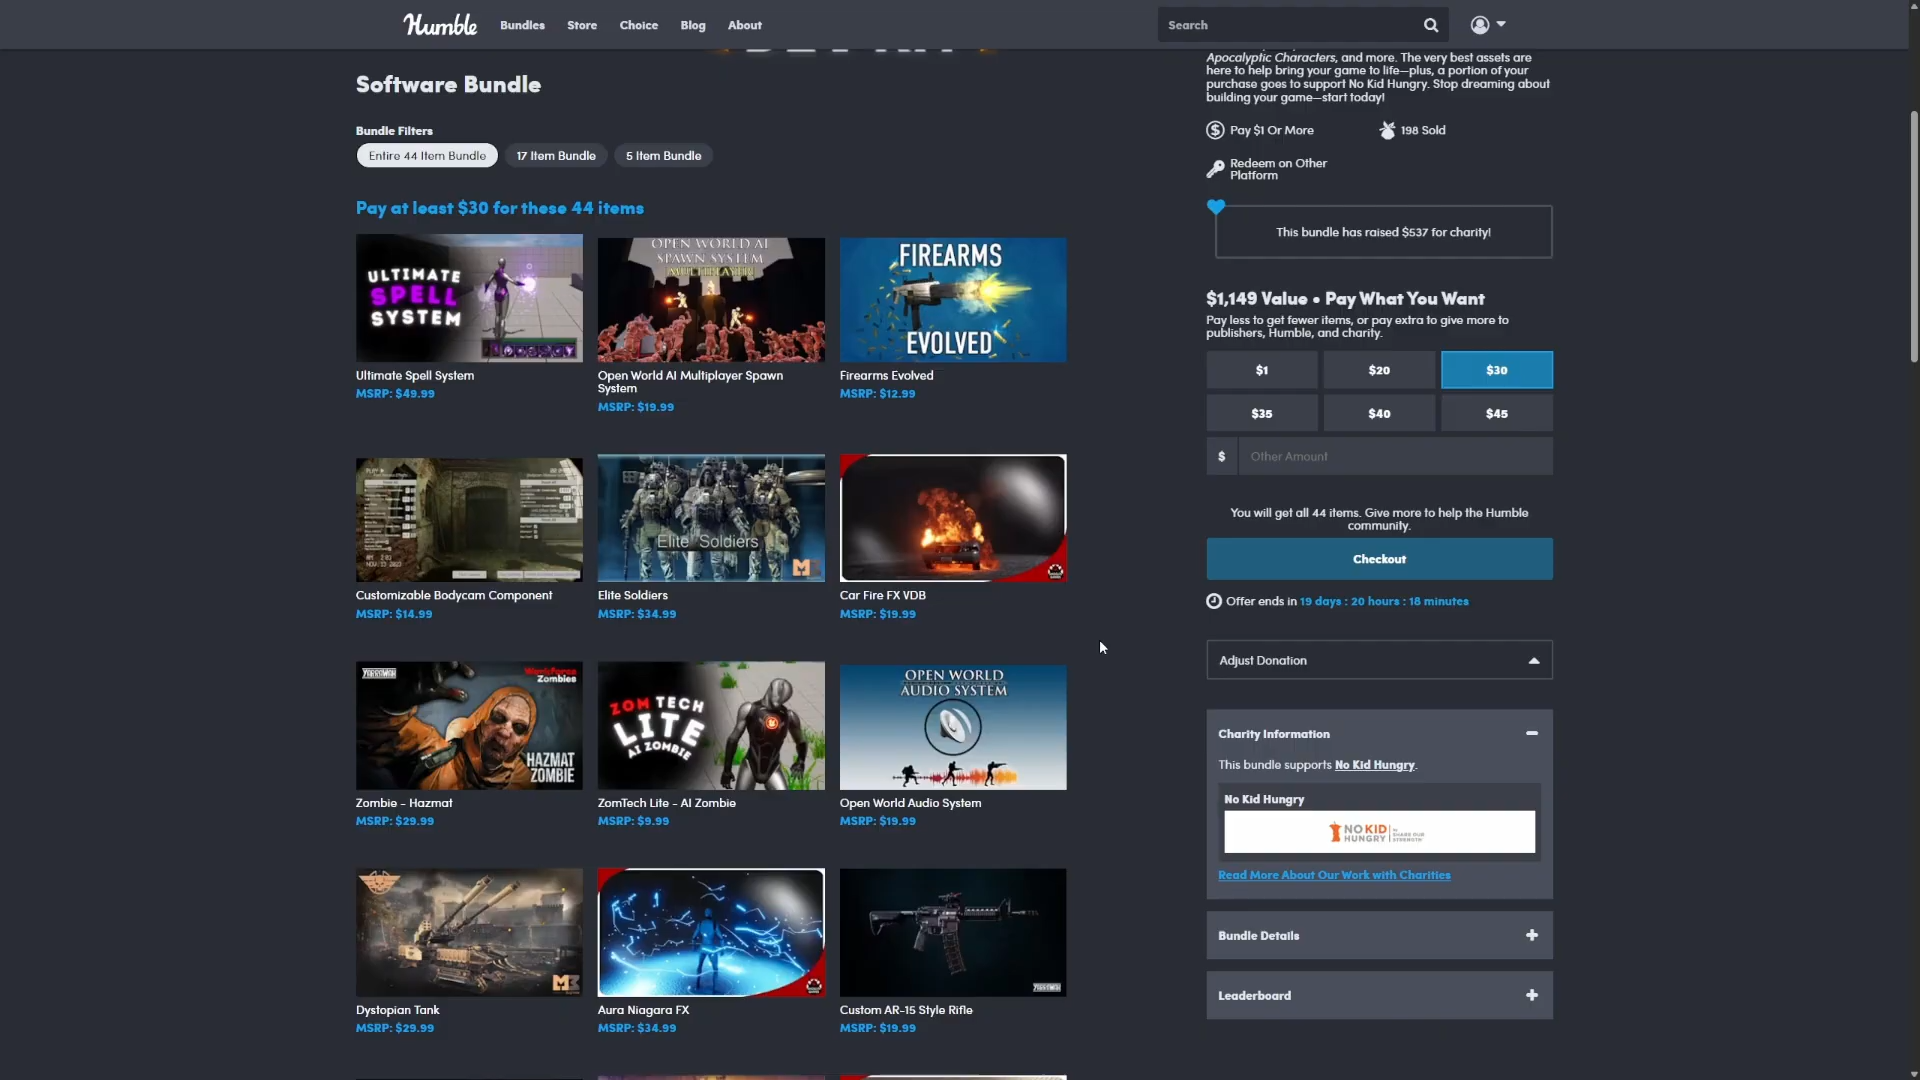 Humble
Bundles
Store
Choice
Blog
About
Search
Software Bundle
Bundle Filters
Entire 44 Item Bundle
17 Item Bundle
5 Item Bundle
Pay at least $30 for these 44 items
ULTIMATE
SPELL
SYSTEM
Ultimate Spell System
MSRP: $49.99
OPEN WORLD AI
SPAWN SYSTEM
MULTIPLAYER
Open World AI Multiplayer Spawn
System
MSRP: $19.99
FIREARMS
EVOLVED
Firearms Evolved
MSRP: $12.99
Customizable Bodycam Component
MSRP: $14.99
Elite Soldiers
Elite Soldiers
MSRP: $34.99
Car Fire FX VDB
MSRP: $19.99
Zombies
HAZMAT
ZOMBIE
Zombie - Hazmat
MSRP: $29.99
ZOM TECH
LITE
AI ZOMBIE
ZomTech Lite - AI Zombie
MSRP: $9.99
OPEN WORLD
AUDIO SYSTEM
Open World Audio System
MSRP: $19.99
Dystopian Tank
MSRP: $29.99
Aura Niagara FX
MSRP: $34.99
Custom AR-15 Style Rifle
MSRP: $19.99
Apocalyptic Characters, and more. The very best assets are
here to help bring your game to life—plus, a portion of your
purchase goes to support No Kid Hungry. Stop dreaming about
building your game—start today!
Pay $1 Or More
198 Sold
Redeem on Other
Platform
This bundle has raised $537 for charity!
$1,149 Value • Pay What You Want
Pay less to get fewer items, or pay extra to give more to
publishers, Humble, and charity.
$1
$20
$30
$35
$40
$45
$
Other Amount
You will get all 44 items. Give more to help the Humble
community.
Checkout
Offer ends in 19 days : 20 hours : 18 minutes
Adjust Donation
Charity Information
This bundle supports No Kid Hungry.
No Kid Hungry
NO KID
HUNGRY
Read More About Our Work with Charities
Bundle Details
Leaderboard